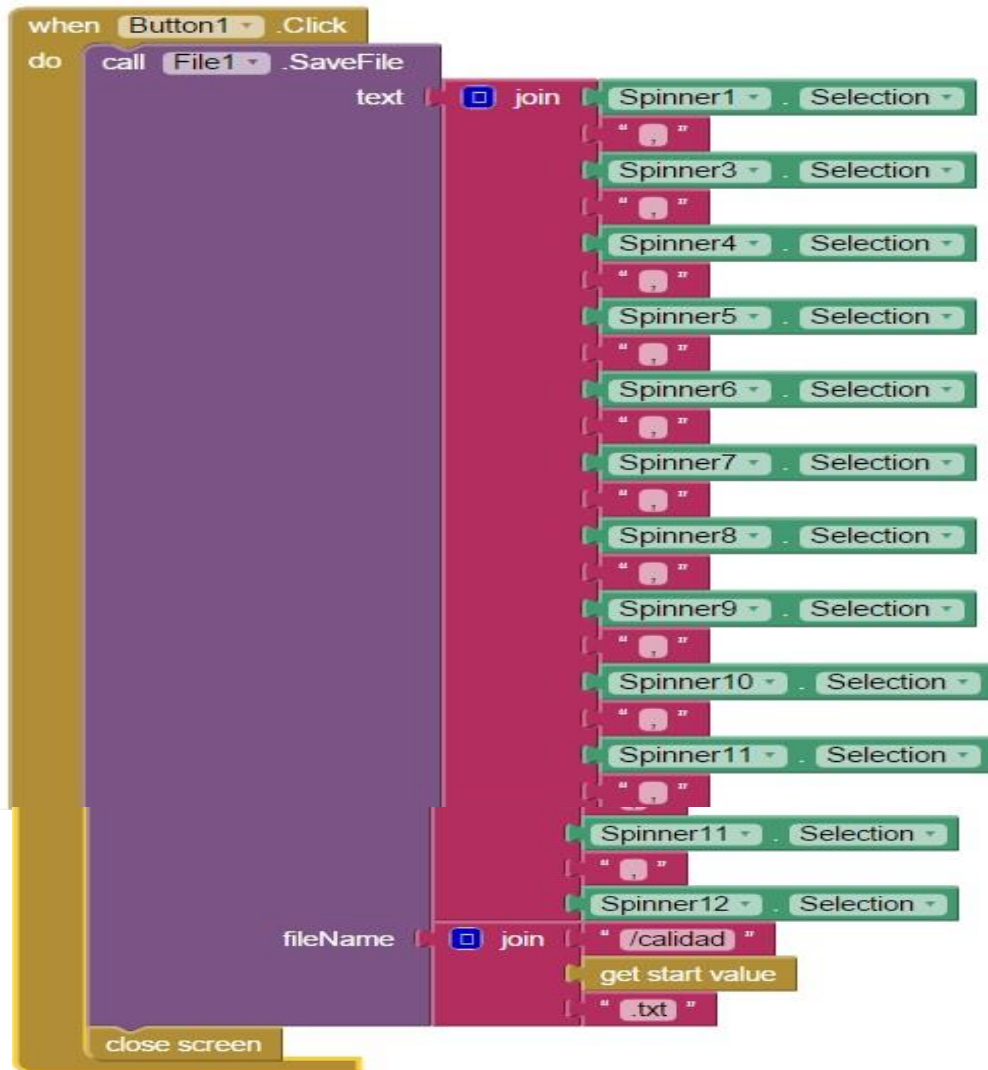 when Button1 .Click
do call File1 .SaveFile
text join Spinner1 . Selection
" , "
Spinner3 . Selection
" , "
Spinner4 . Selection
" , "
Spinner5 . Selection
" , "
Spinner6 . Selection
" , "
Spinner7 . Selection
" , "
Spinner8 . Selection
" , "
Spinner9 . Selection
" , "
Spinner10 . Selection
" , "
Spinner11 . Selection
" , "
Spinner11 . Selection
" , "
Spinner12 . Selection
fileName join " /calidad "
get start value
" .txt "
close screen